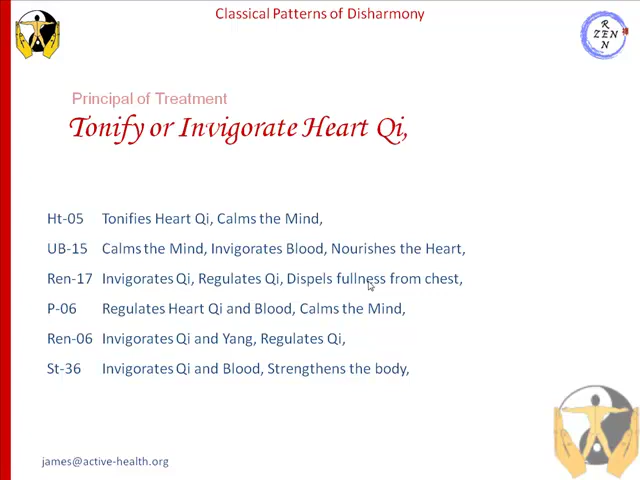 Classical Patterns of Disharmony
R
ZEN
E
N
Principal of Treatment
Tonify or Invigorate Heart Qi,
Ht-05 Tonifies Heart Qi, Calms the Mind,
UB-15 Calms the Mind, Invigorates Blood, Nourishes the Heart,
Ren-17 Invigorates Qi, Regulates Qi, Dispels fullness from chest,
P-06 Regulates Heart Qi and Blood, Calms the Mind,
Ren-06 Invigorates Qi and Yang, Regulates Qi,
St-36 Invigorates Qi and Blood, Strengthens the body,
james@active-health.org